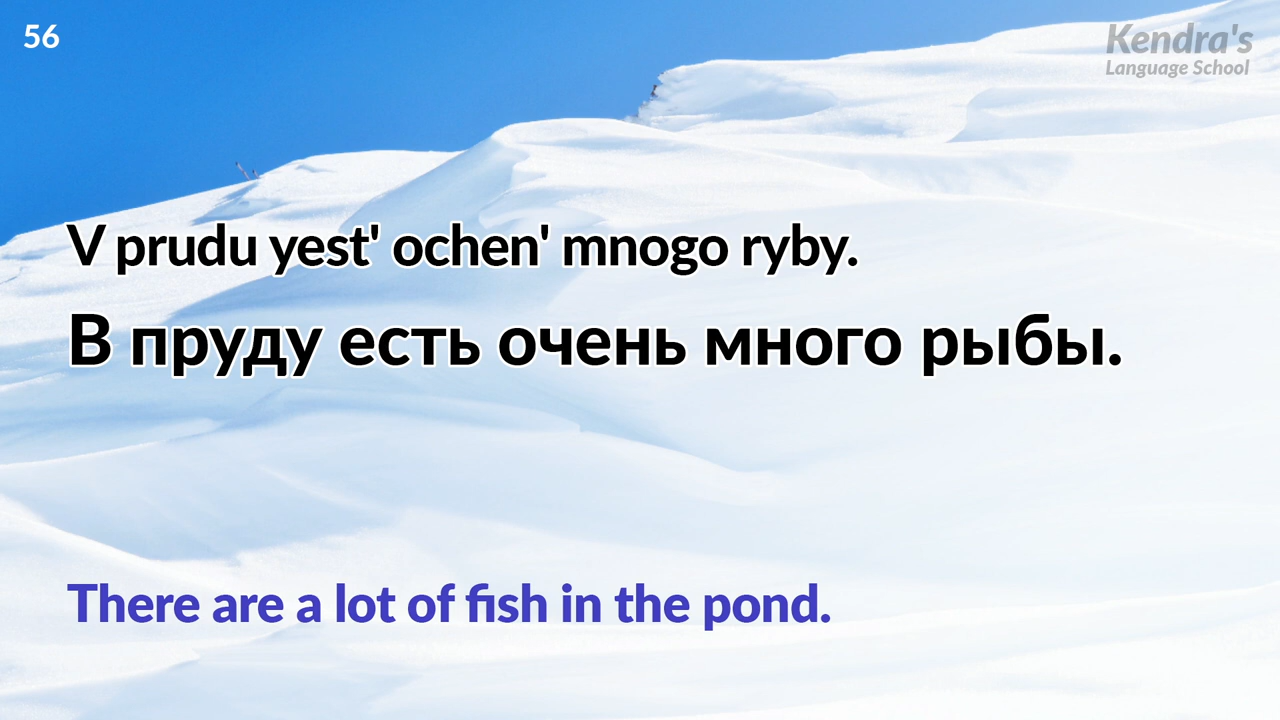 56
Kendra's
Language School
V prudu yest' ochen' mnogo ryby.
В пруду есть очень много рыбы.
There are a lot of fish in the pond.